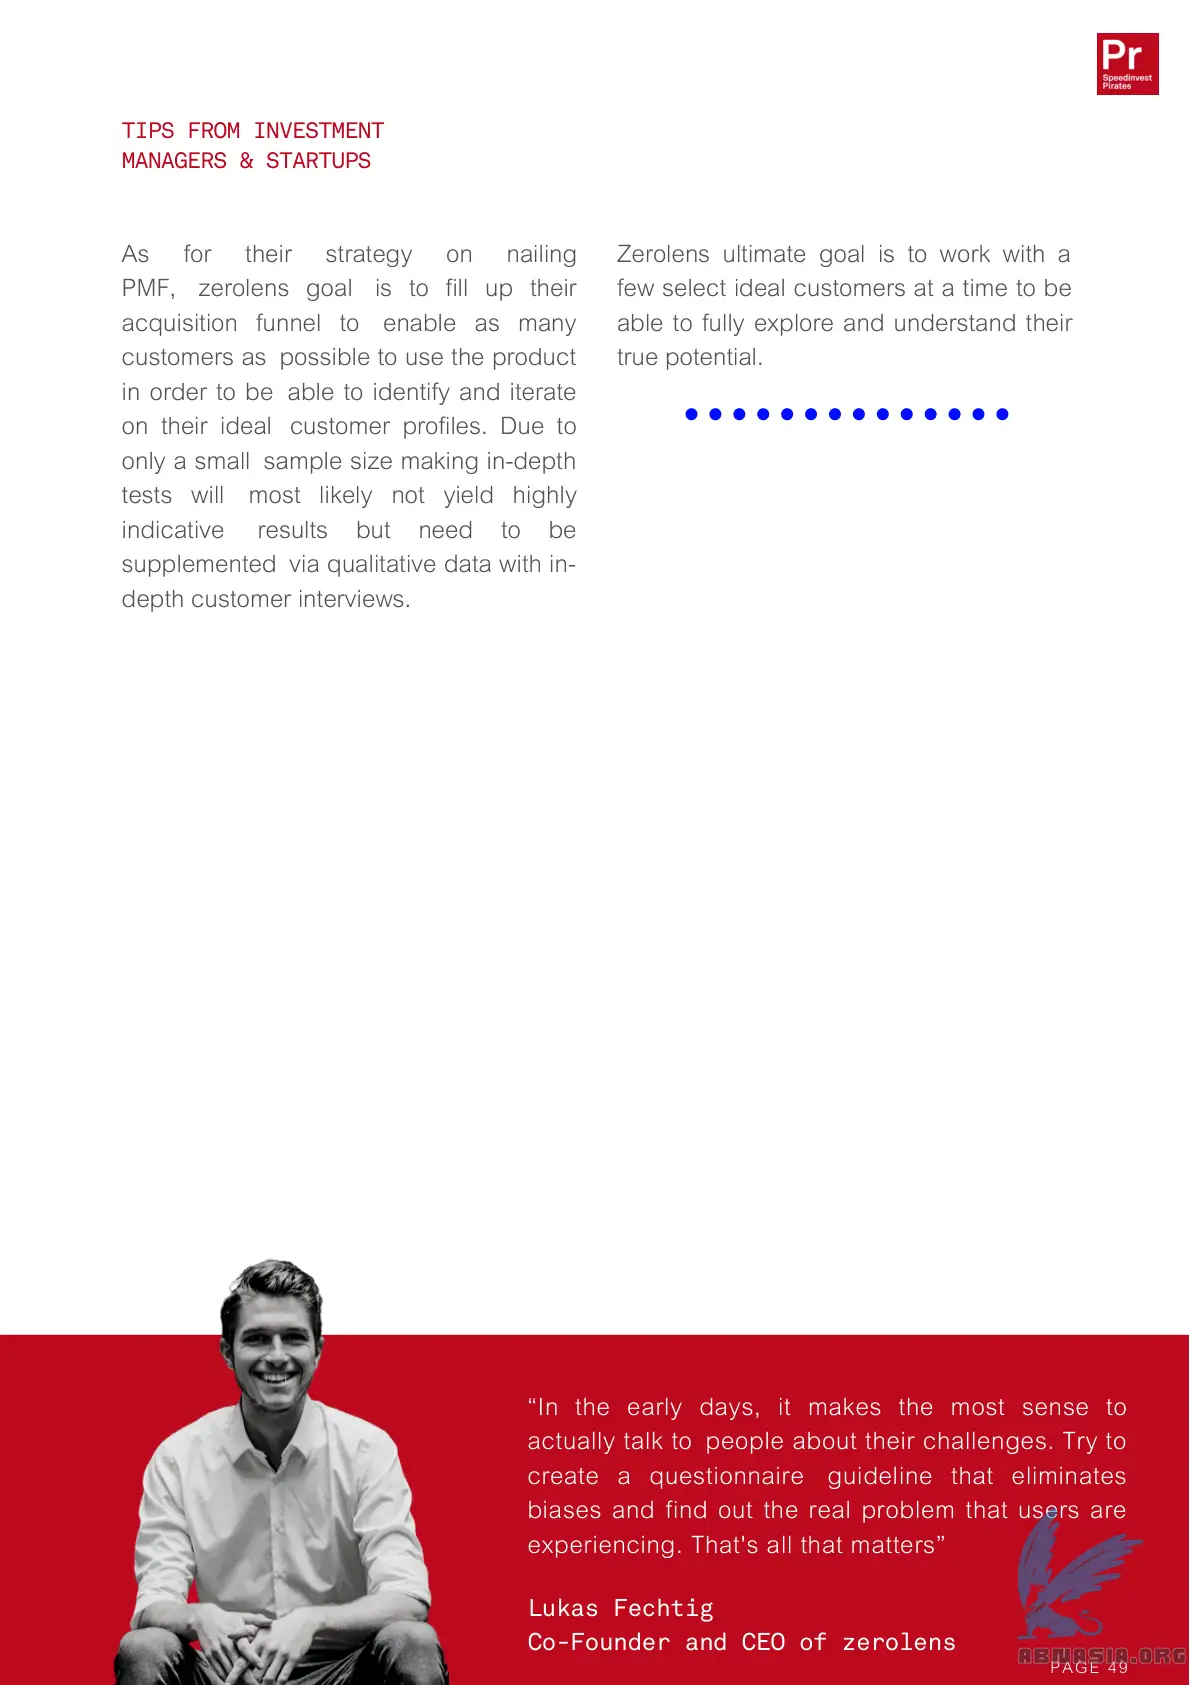 Pr
Speedinvest
Pirates
TIPS FROM INVESTMENT
MANAGERS & STARTUPS
As for their strategy on nailing
PMF, zerolens goal is to fill up their
acquisition funnel to enable as many
customers as possible to use the product
in order to be able to identify and iterate
on their ideal customer profiles. Due to
only a small sample size making in-depth
tests will most likely not yield highly
indicative results but need to be
supplemented via qualitative data with in-
depth customer interviews.
Zerolens ultimate goal is to work with a
few select ideal customers at a time to be
able to fully explore and understand their
true potential.
“In the early days, it makes the most sense to
actually talk to people about their challenges. Try to
create a questionnaire guideline that eliminates
biases and find out the real problem that users are
experiencing. That's all that matters”
Lukas Fechtig
Co-Founder and CEO of zerolens
ABNASIA.ORG
PAGE 49